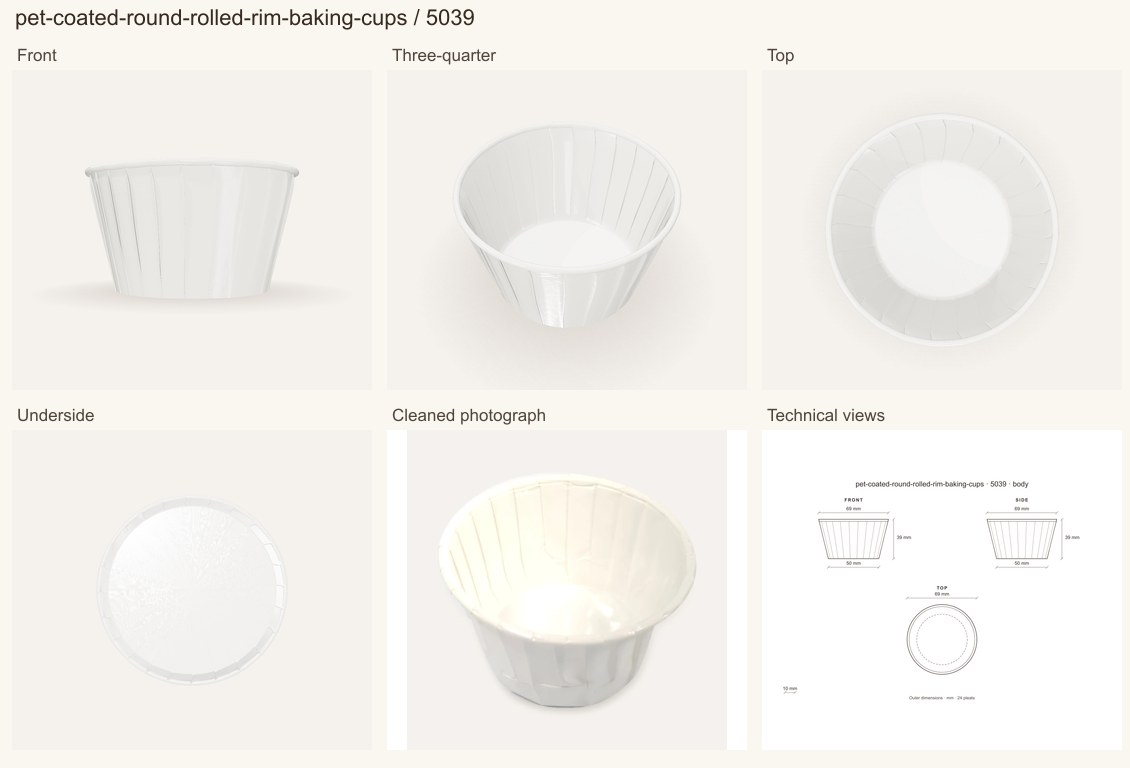 pet-coated-round-rolled-rim-baking-cups / 5039
Front
Three-quarter
Top
Underside
Cleaned photograph
Technical views
pet-coated-round-rolled-rim-baking-cups · 5039 · body
FRONT
SIDE
69 mm
69 mm
39 mm
39 mm
50 mm
50 mm
TOP
69 mm
10 mm
Outer dimensions · mm · 24 pleats